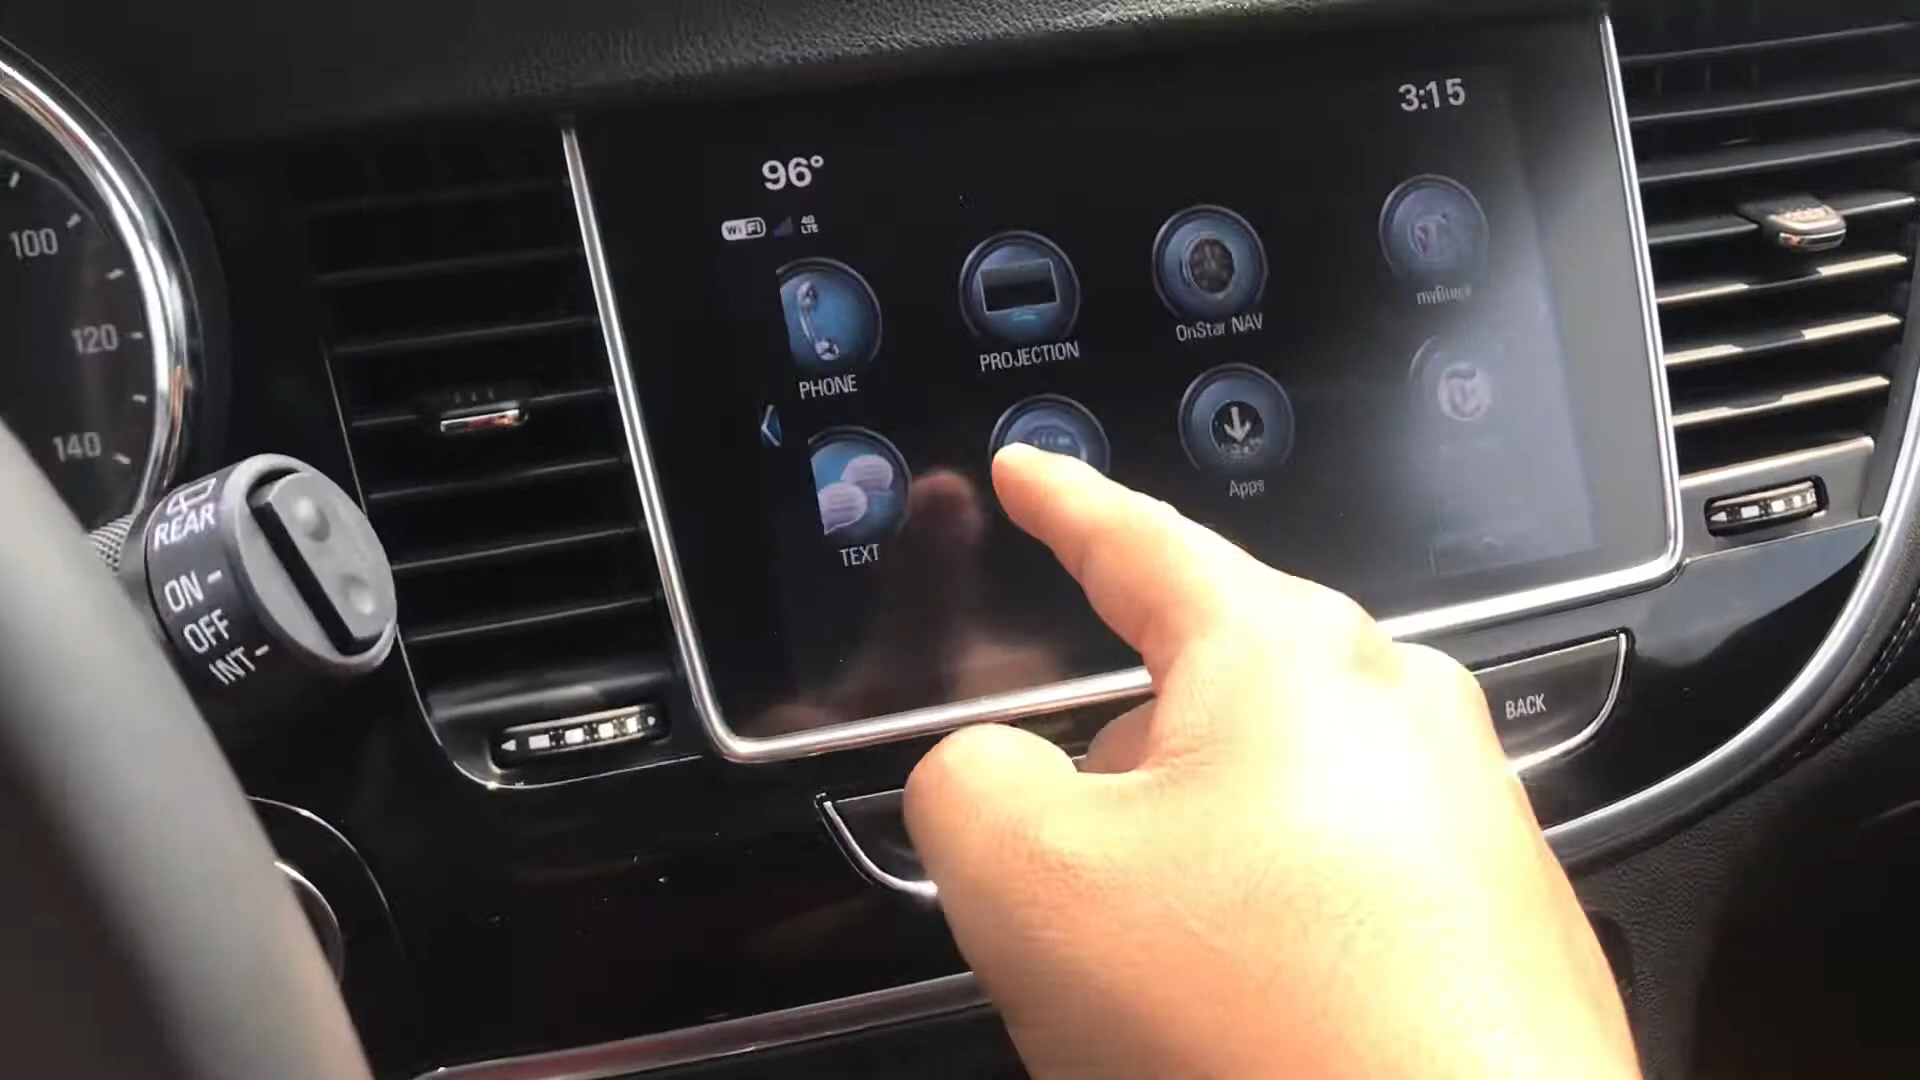 100
120
140
REAR
ON -
OFF
INT -
96°
3:15
WiFi
4G
LTE
PHONE
PROJECTION
OnStar NAV
myBuick
TEXT
Apps
BACK